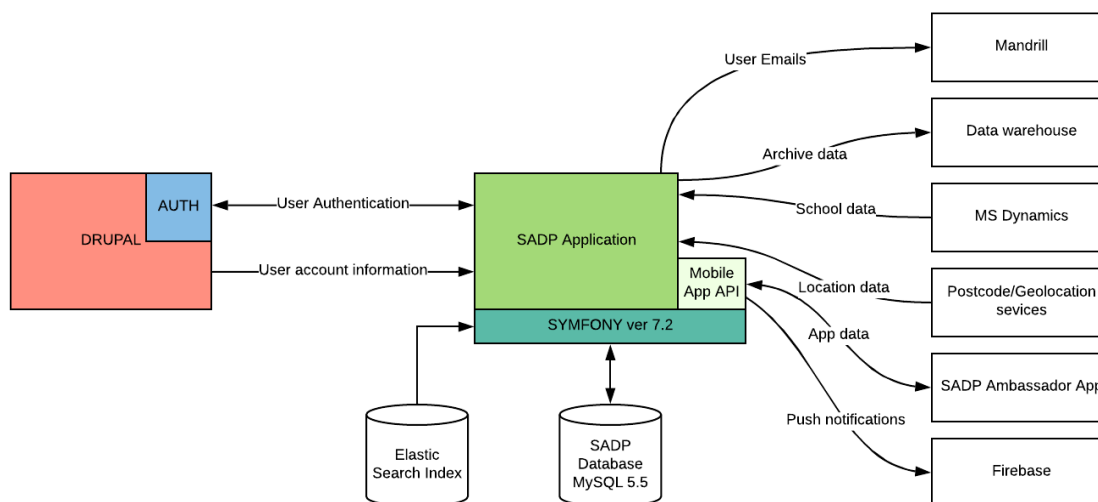 Mandrill
User Emails
Data warehouse
Archive data
AUTH
User Authentication
School data
MS Dynamics
DRUPAL
SADP Application
User account information
Mobile
App API
Location data
Postcode/Geolocation
sevices
SYMFONY ver 7.2
App data
SADP Ambassador App
Push notifications
Elastic
Search Index
SADP
Database
MySQL 5.5
Firebase